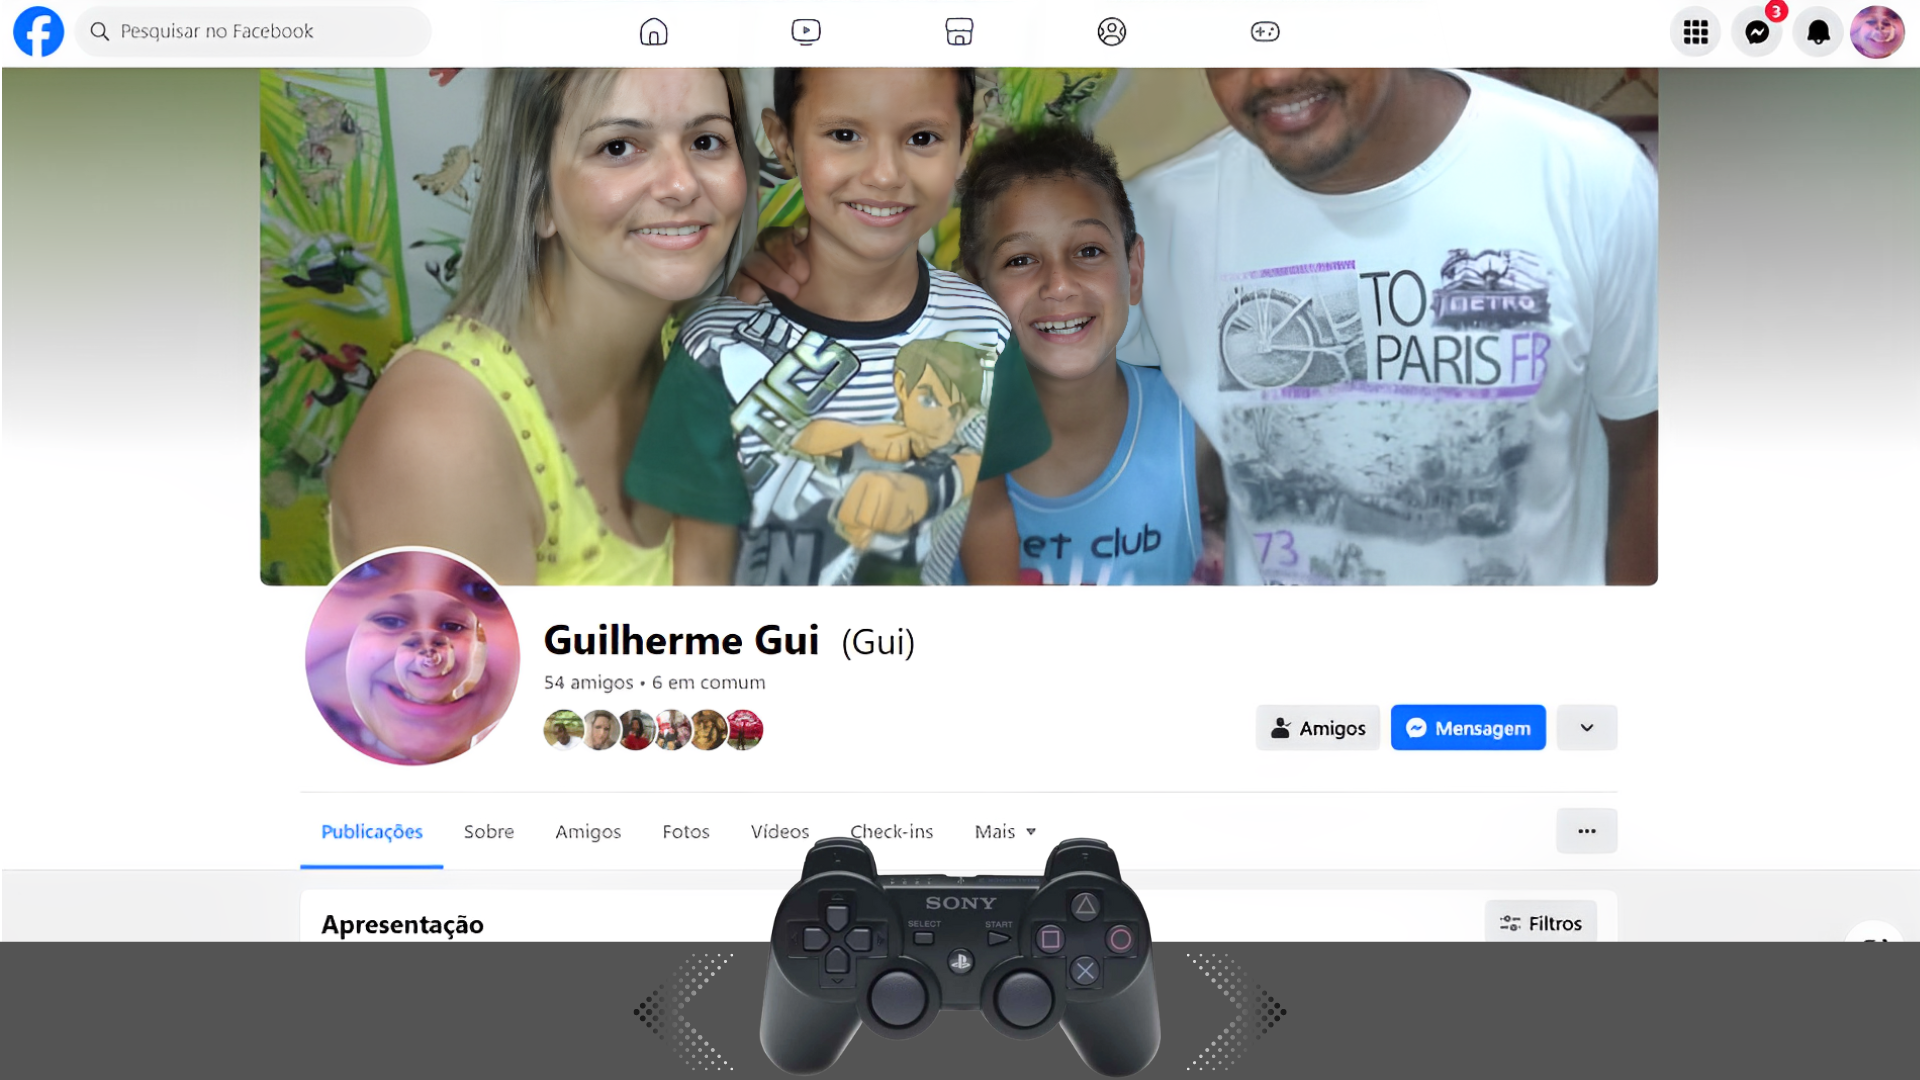 Pesquisar no Facebook
3
TO
METRO
PARIS FR
et club
73
EN
Guilherme Gui (Gui)
54 amigos • 6 em comum
Amigos
Mensagem
Publicações
Sobre
Amigos
Fotos
Vídeos
Check-ins
Mais
Apresentação
Filtros
SONY
SELECT
START